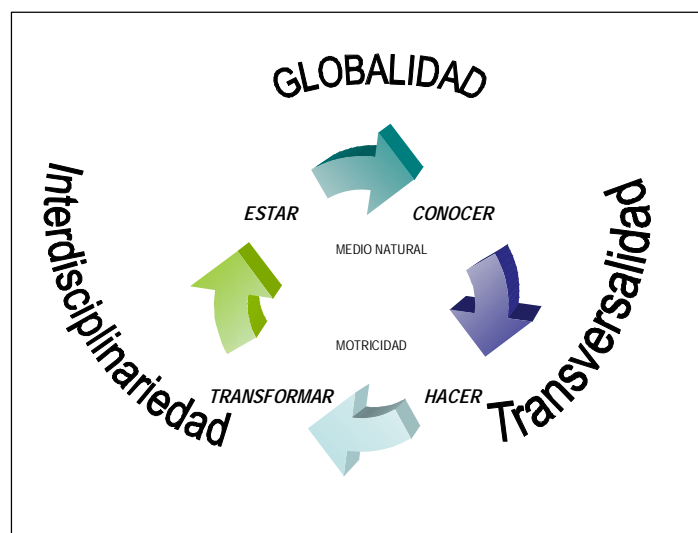 GLOBALIDAD
Interdisciplinariedad
Transversalidad
ESTAR
CONOCER
MEDIO NATURAL
MOTRICIDAD
TRANSFORMAR
HACER